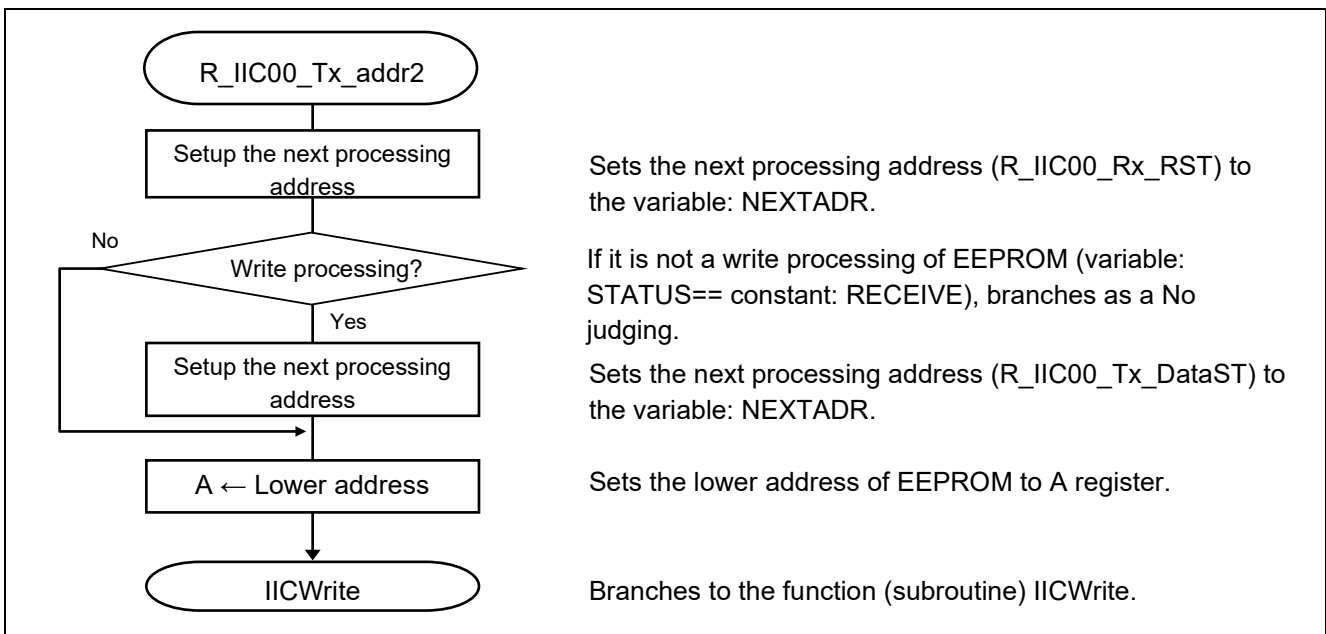 R_IIC00_Tx_addr2
Setup the next processing
address
Sets the next processing address (R_IIC00_Rx_RST) to
the variable: NEXTADR.
No
Write processing?
If it is not a write processing of EEPROM (variable:
STATUS== constant: RECEIVE), branches as a No
judging.
Yes
Setup the next processing
address
Sets the next processing address (R_IIC00_Tx_DataST) to
the variable: NEXTADR.
A ← Lower address
Sets the lower address of EEPROM to A register.
IICWrite
Branches to the function (subroutine) IICWrite.